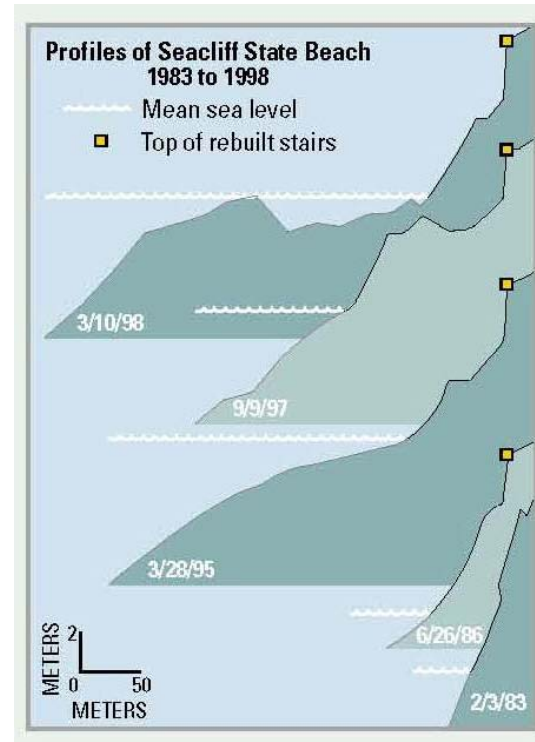 Profiles of Seacliff State Beach
1983 to 1998
Mean sea level
Top of rebuilt stairs
3/10/98
9/9/97
3/28/95
6/26/86
2/3/83
METERS
2
0 50
METERS